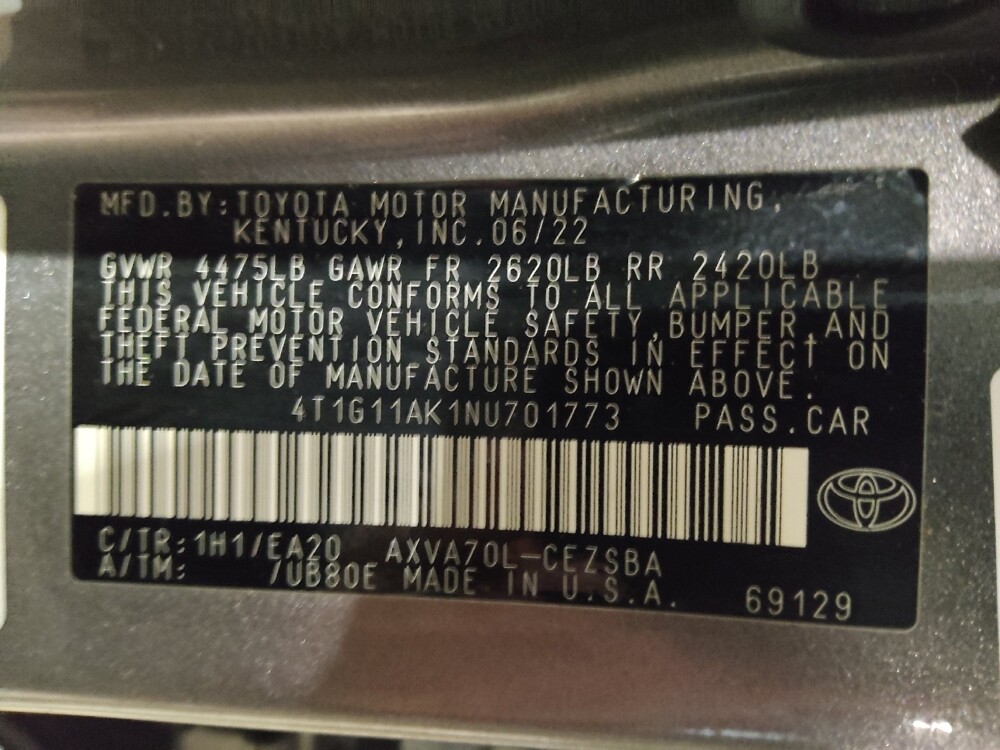 MFD.BY:TOYOTA MOTOR MANUFACTURING,
KENTUCKY,INC.06/22
GVWR 4475LB GAWR FR 2620LB RR 2420LB
THIS VEHICLE CONFORMS TO ALL APPLICABLE
FEDERAL MOTOR VEHICLE SAFETY,BUMPER,AND
THEFT PREVENTION STANDARDS IN EFFECT ON
THE DATE OF MANUFACTURE SHOWN ABOVE.
4T1G11AK1NU701773 PASS.CAR
C/TR:1H1/EA20 AXVA70L-CEZSBA
A/TM: /UB80E MADE IN U.S.A. 69129